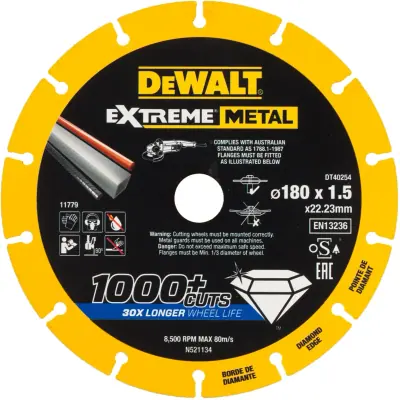 DEWALT
EXTREME METAL
COMPLIES WITH AUSTRALIAN
STANDARD AS 1788.1-1987
FLANGES MUST BE FITTED
AS ILLUSTRATED BELOW
DT40254
ø180 x 1.5
x22.23mm
EN13236
11779
90°
Warning: Cutting wheels must be mounted correctly.
Metal guards must be used on all machines.
Danger: Do not exceed maximum safe speed.
Flanges must be Min. 1/3 diameter of wheel.
S
EAC
1000+
CUTS
30X LONGER WHEEL LIFE
™
8,500 RPM MAX 80m/s
N521134
POINTE DE
DIAMANT
DIAMOND
EDGE
BORDE DE
DIAMANTE